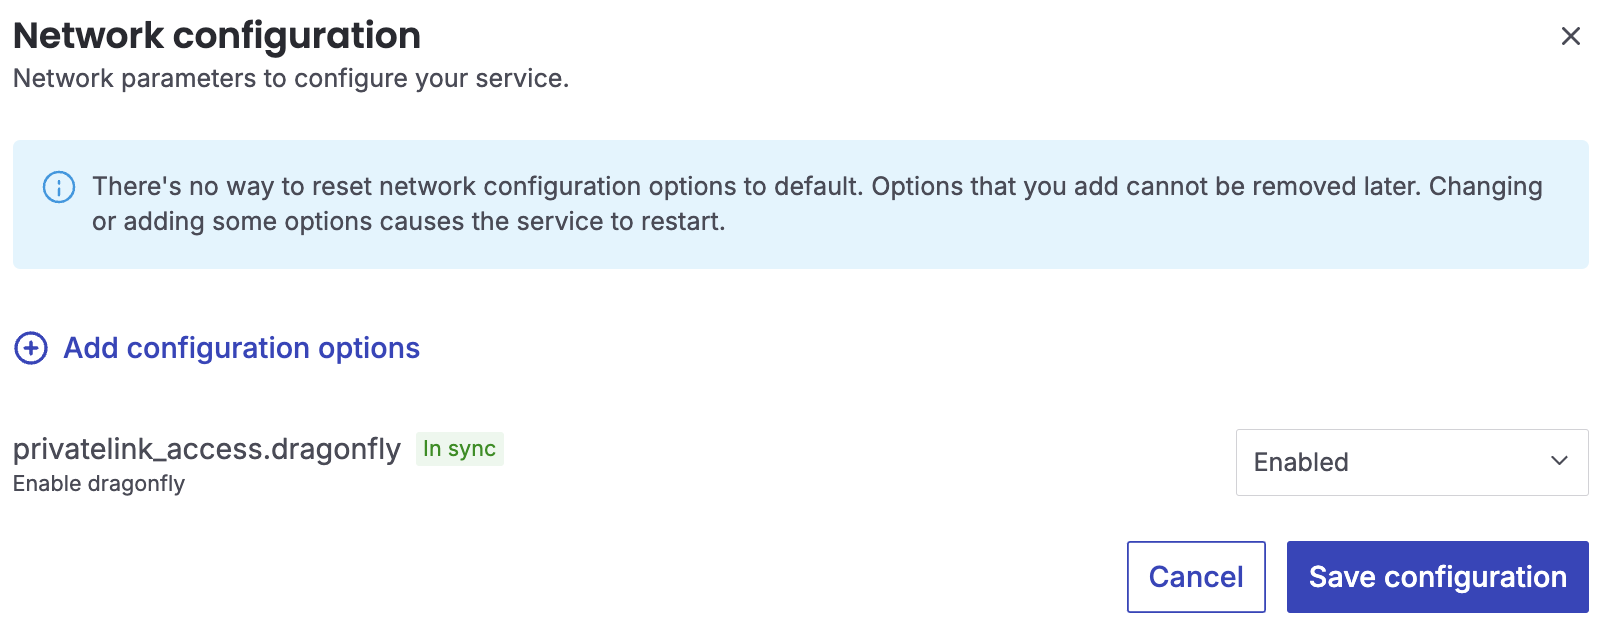 Network configuration
Network parameters to configure your service.
There's no way to reset network configuration options to default. Options that you add cannot be removed later. Changing
or adding some options causes the service to restart.
Add configuration options
privatelink_access.dragonfly In sync
Enable dragonfly
Enabled
Cancel Save configuration